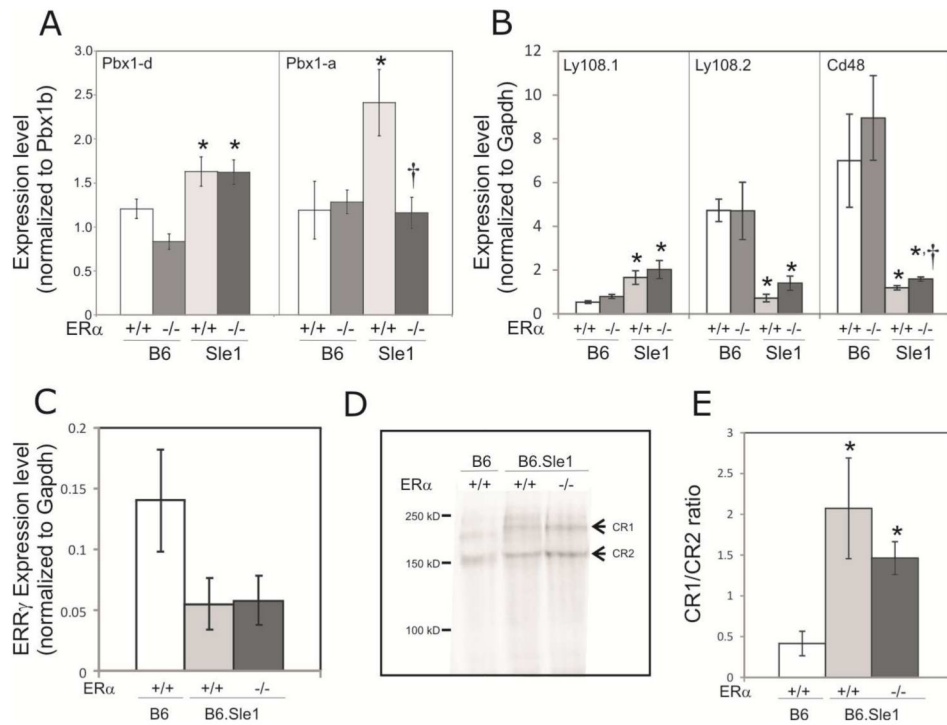 A
Expression level
(normalized to Pbx1b)
3.0
2.5
2.0
1.5
1.0
0.5
0.0
Pbx1-d
Pbx1-a
* * * †
ERα +/+ -/- +/+ -/- +/+ -/- +/+ -/-
B6 Sle1 B6 Sle1
B
Expression level
(normalized to Gapdh)
12
10
8
6
4
2
0
Ly108.1
Ly108.2
Cd48
* * * * * *,†
ERα +/+ -/- +/+ -/- +/+ -/- +/+ -/- +/+ -/- +/+ -/-
B6 Sle1 B6 Sle1 B6 Sle1
C
ERRγ Expression level
(normalized to Gapdh)
0.2
0.15
0.1
0.05
0
ERα +/+ +/+ -/-
B6 B6.Sle1
D
B6 B6.Sle1
ERα +/+ +/+ -/-
250 kD
150 kD
100 kD
CR1
CR2
E
CR1/CR2 ratio
3
2.5
2
1.5
1
0.5
0
* *
ERα +/+ +/+ -/-
B6 B6.Sle1